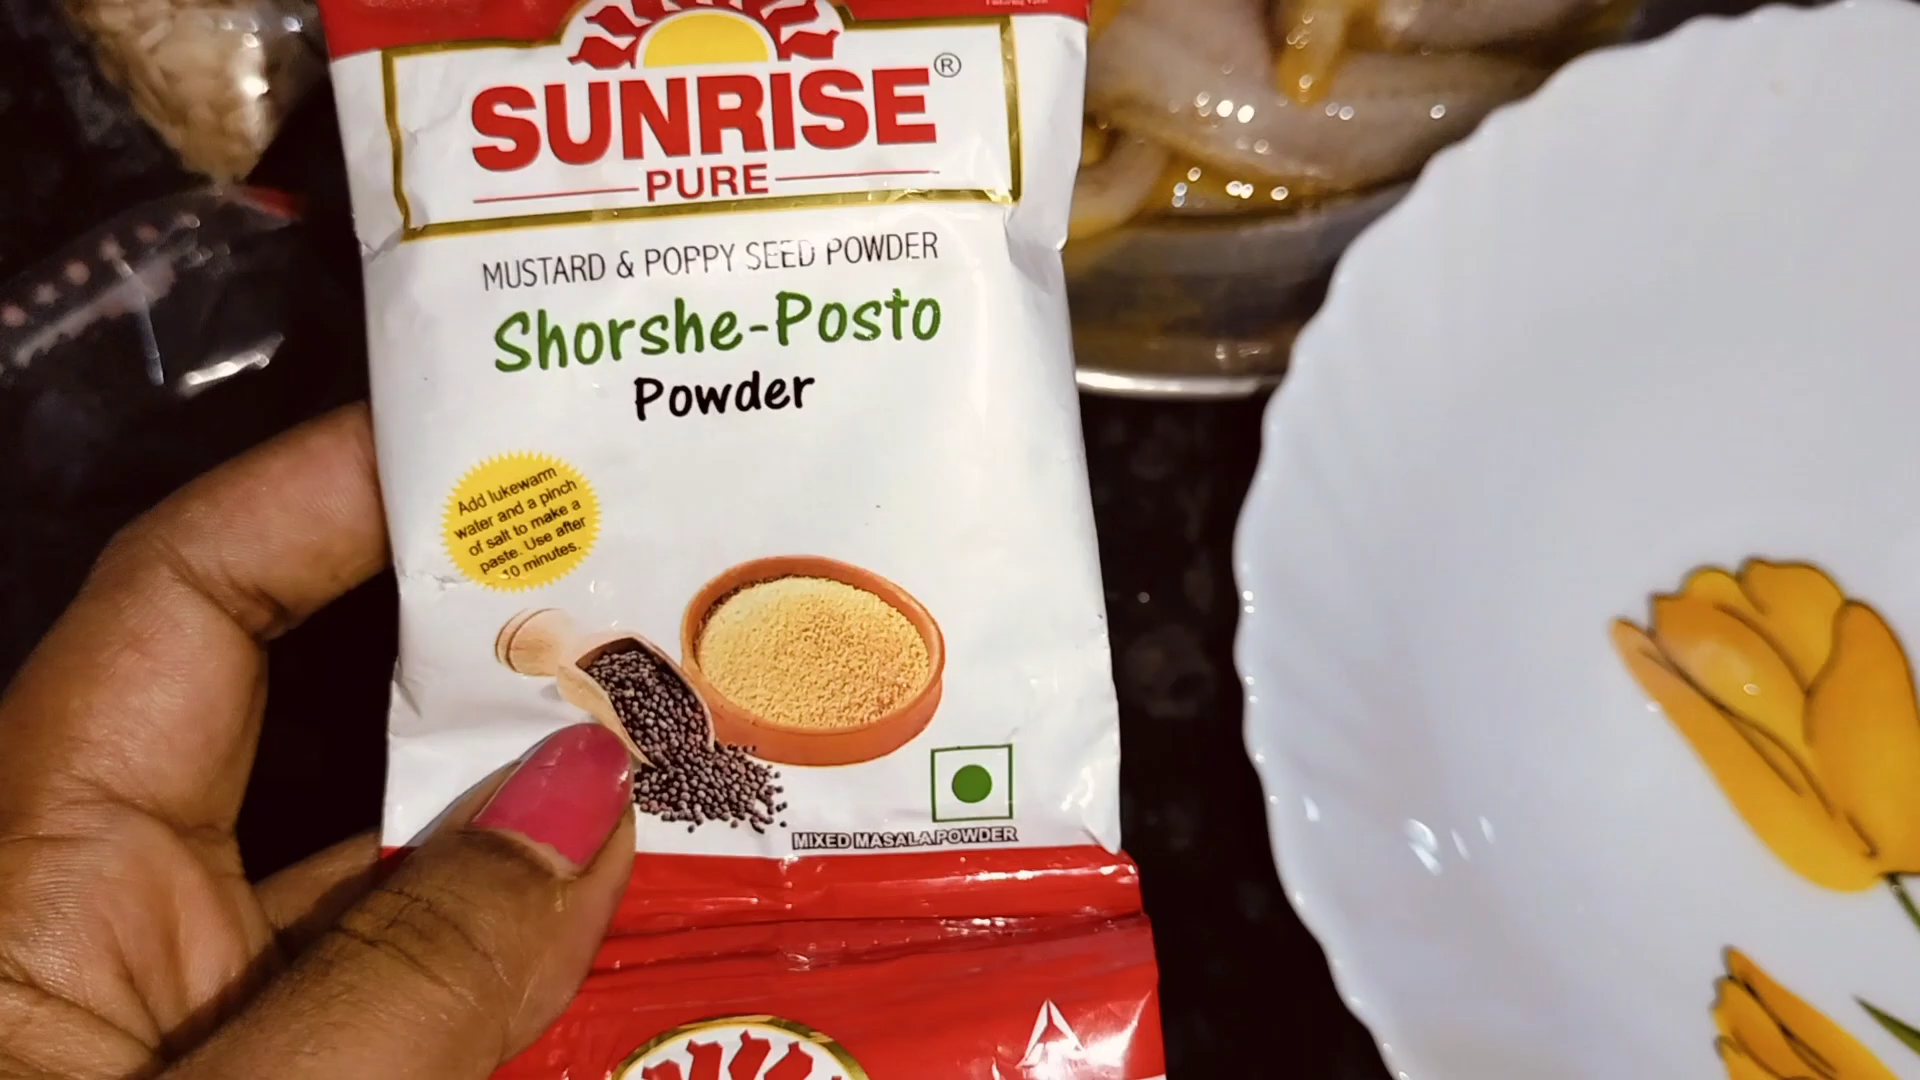 SUNRISE®
PURE
MUSTARD & POPPY SEED POWDER
Shorshe-Posto
Powder
Add lukewarm
water and a pinch
of salt to make a
paste. Use after
10 minutes.
MIXED MASALA POWDER